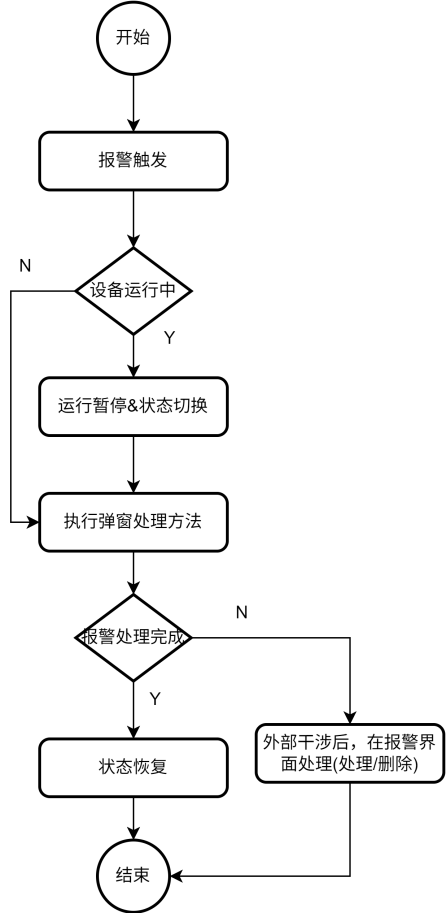 开始
报警触发
N
设备运行中
Y
运行暂停&状态切换
执行弹窗处理方法
N
报警处理完成
Y
外部干涉后，在报警界
面处理(处理/删除)
状态恢复
结束